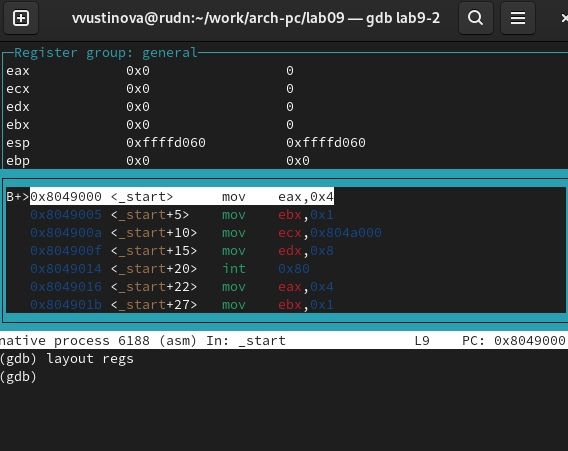 vvustinova@rudn:~/work/arch-pc/lab09 — gdb lab9-2
Register group: general
eax 0x0 0
ecx 0x0 0
edx 0x0 0
ebx 0x0 0
esp 0xffffd060 0xffffd060
ebp 0x0 0x0
B+>0x8049000 <_start> mov eax,0x4
0x8049005 <_start+5> mov ebx,0x1
0x804900a <_start+10> mov ecx,0x804a000
0x804900f <_start+15> mov edx,0x8
0x8049014 <_start+20> int 0x80
0x8049016 <_start+22> mov eax,0x4
0x804901b <_start+27> mov ebx,0x1
native process 6188 (asm) In: _start L9 PC: 0x8049000
(gdb) layout regs
(gdb)